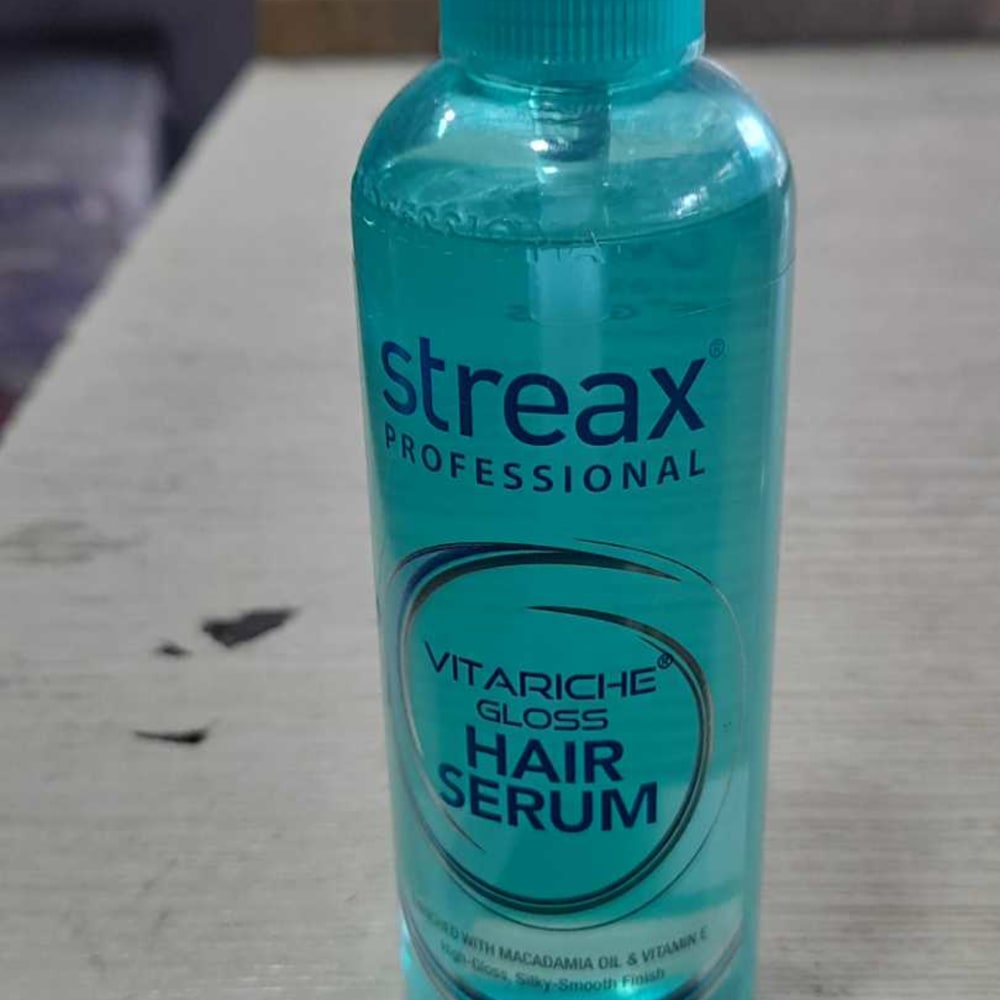 streax®
PROFESSIONAL
VITARICHE®
GLOSS
HAIR
SERUM
WITH MACADAMIA OIL & VITAMIN E
High-Gloss, Silky-Smooth Finish